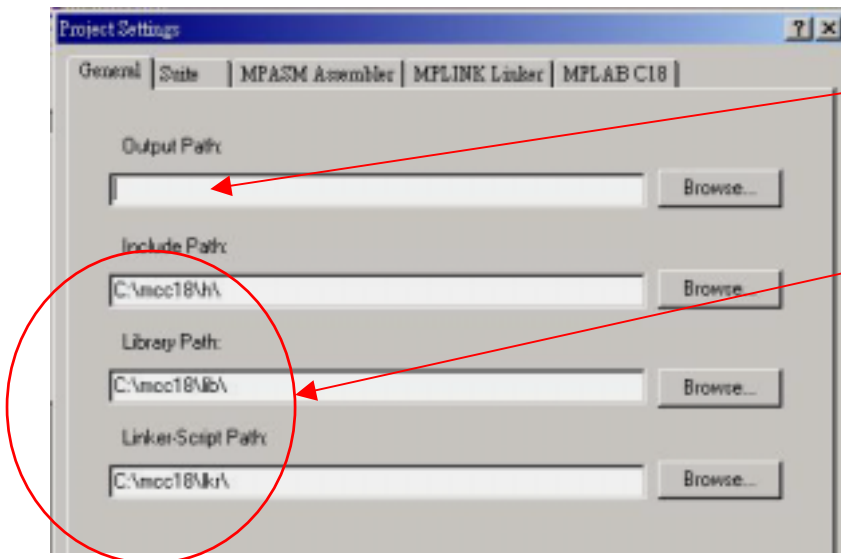 Project Settings
General Suite MPASM Assembler MPLINK Linker MPLAB C18
Output Path:
Browse...
Include Path:
C:\mcc18\h\ Browse...
Library Path:
C:\mcc18\lib\ Browse...
Linker-Script Path:
C:\mcc18\lkr\ Browse...